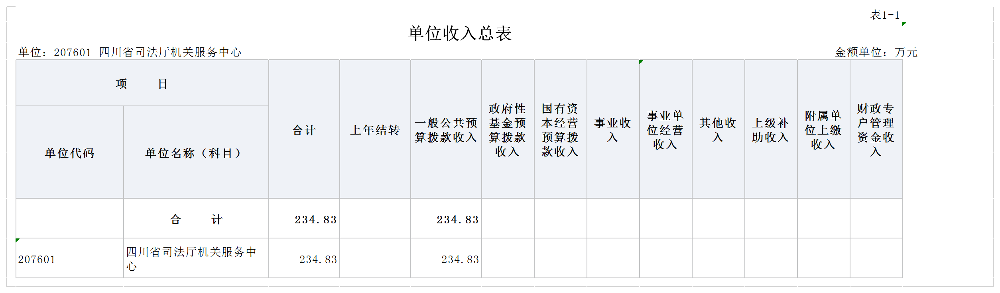 表1-1
单位收入总表
单位：207601-四川省司法厅机关服务中心
金额单位：万元
项 目
合计
上年结转
一般公共预
算拨款收入
政府性
基金预
算拨款
收入
国有资
本经营
预算拨
款收入
事业收
入
事业单
位经营
收入
其他收
入
上级补
助收入
附属单
位上缴
收入
财政专
户管理
资金收
入
单位代码
单位名称（科目）
合 计
234.83
234.83
207601
四川省司法厅机关服务中
心
234.83
234.83